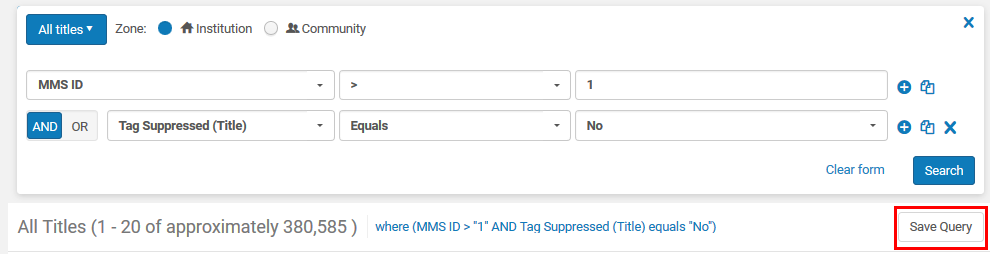 All titles Zone: Institution Community
MMS ID > 1
AND OR Tag Suppressed (Title) Equals No
Clear form Search
All Titles (1 - 20 of approximately 380,585 ) where (MMS ID > "1" AND Tag Suppressed (Title) equals "No") Save Query